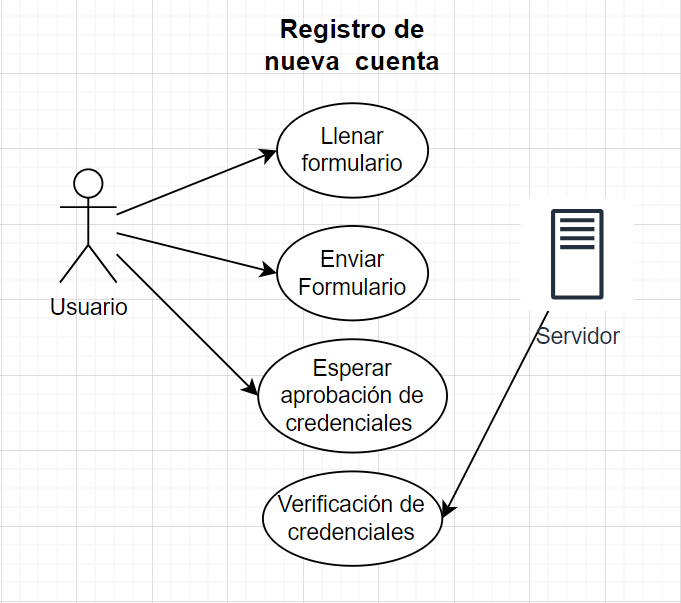 Registro de
nueva cuenta
Llenar
formulario
Enviar
Formulario
Usuario
Servidor
Esperar
aprobación de
credenciales
Verificación de
credenciales